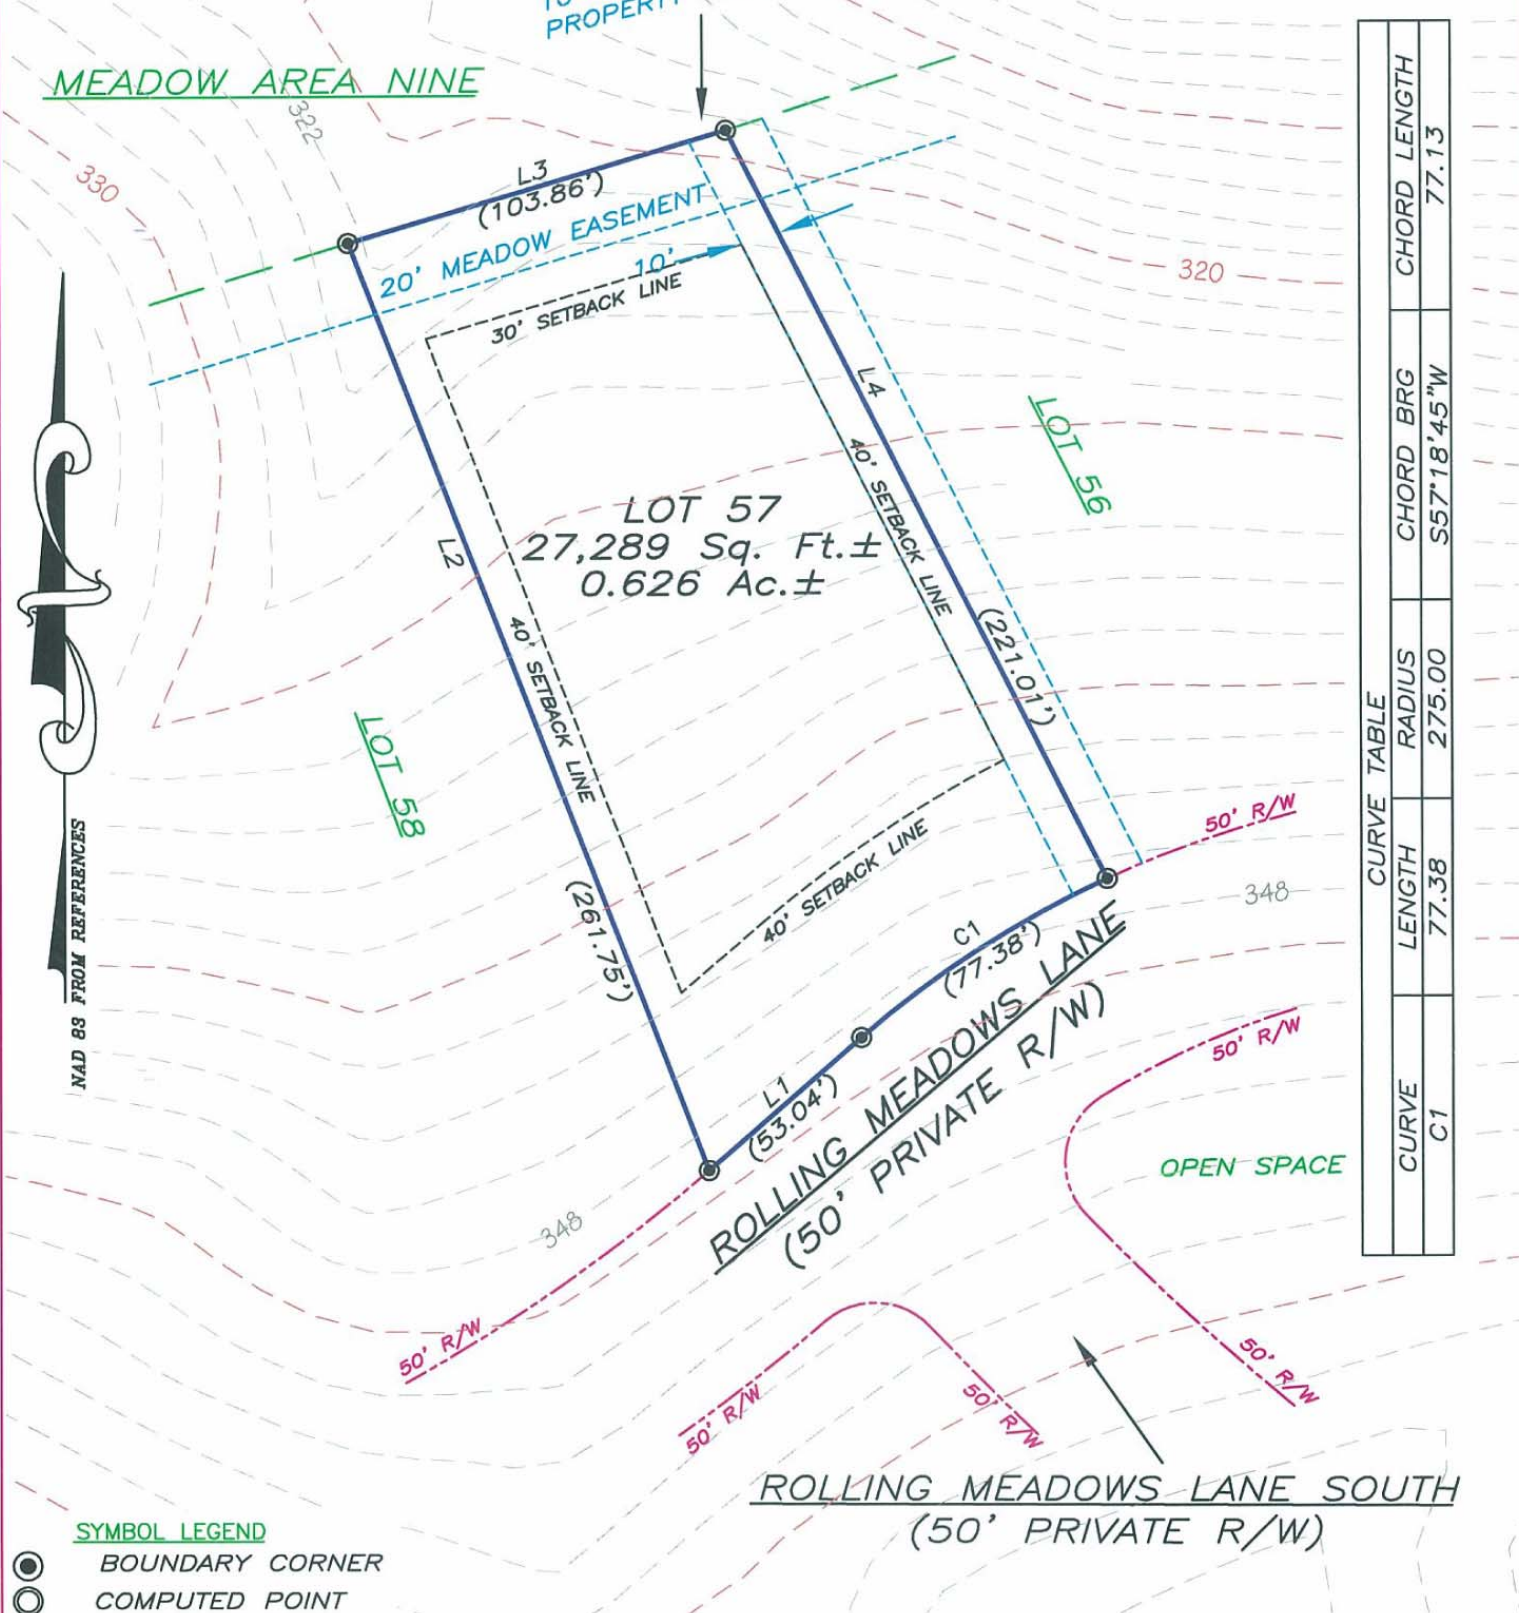 PROPERTY
MEADOW AREA NINE
322
330
L3
(103.86')
20' MEADOW EASEMENT
10'
30' SETBACK LINE
320
L4
LOT 56
40' SETBACK LINE
LOT 57
27,289 Sq. Ft.±
0.626 Ac.±
L2
40' SETBACK LINE
(221.01')
LOT 58
(261.75')
40' SETBACK LINE
50' R/W
348
C1
(77.38')
L1
(53.04')
ROLLING MEADOWS LANE
(50' PRIVATE R/W)
50' R/W
OPEN SPACE
348
50' R/W
50' R/W
50' R/W
50' R/W
ROLLING MEADOWS LANE SOUTH
(50' PRIVATE R/W)
NAD 83 FROM REFERENCES
CURVE TABLE
CURVE LENGTH RADIUS CHORD BRG CHORD LENGTH
C1 77.38 275.00 S57°18'45"W 77.13
SYMBOL LEGEND
BOUNDARY CORNER
COMPUTED POINT